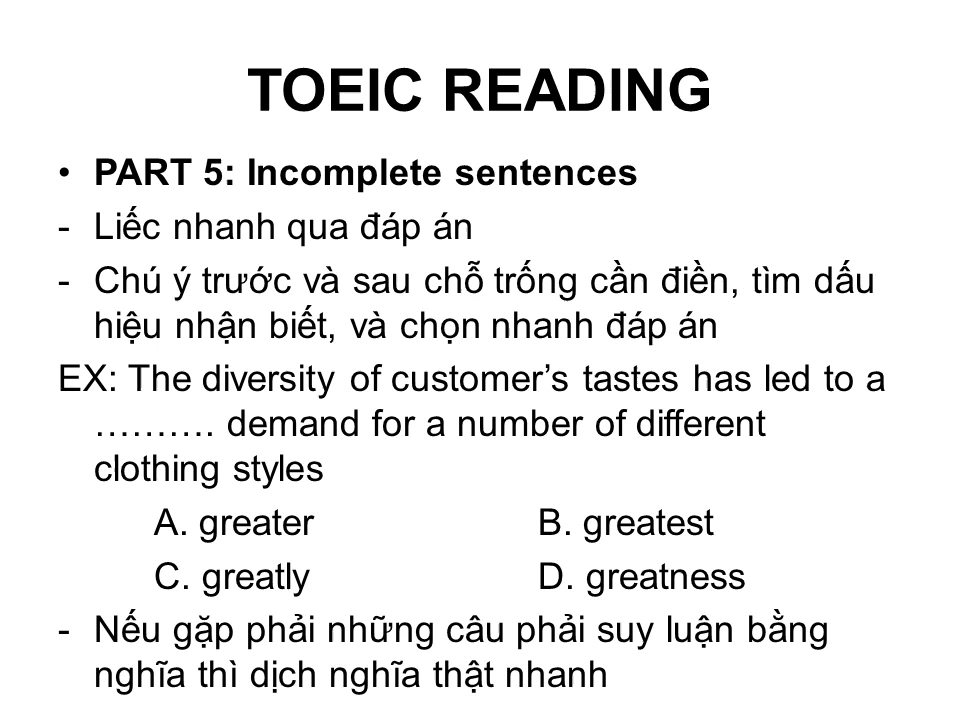 TOEIC READING
• PART 5: Incomplete sentences
- Liếc nhanh qua đáp án
- Chú ý trước và sau chỗ trống cần điền, tìm dấu
hiệu nhận biết, và chọn nhanh đáp án
EX: The diversity of customer’s tastes has led to a
………. demand for a number of different
clothing styles
A. greater B. greatest
C. greatly D. greatness
- Nếu gặp phải những câu phải suy luận bằng
nghĩa thì dịch nghĩa thật nhanh